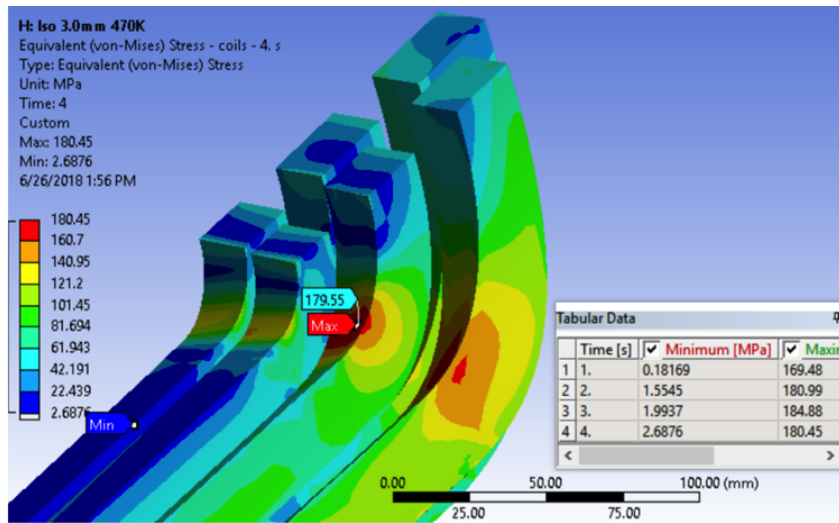 H: Iso 3.0mm 470K
Equivalent (von-Mises) Stress - coils - 4. s
Type: Equivalent (von-Mises) Stress
Unit: MPa
Time: 4
Custom
Max: 180.45
Min: 2.6876
6/26/2018 1:56 PM
180.45
160.7
140.95
121.2
101.45
81.694
61.943
42.191
22.439
2.6876
179.55
Max
Min
Tabular Data
Time [s] Minimum [MPa] Maxin
1 1. 0.18169 169.48
2 2. 1.5545 180.99
3 3. 1.9937 184.88
4 4. 2.6876 180.45
0.00 50.00 100.00 (mm)
25.00 75.00